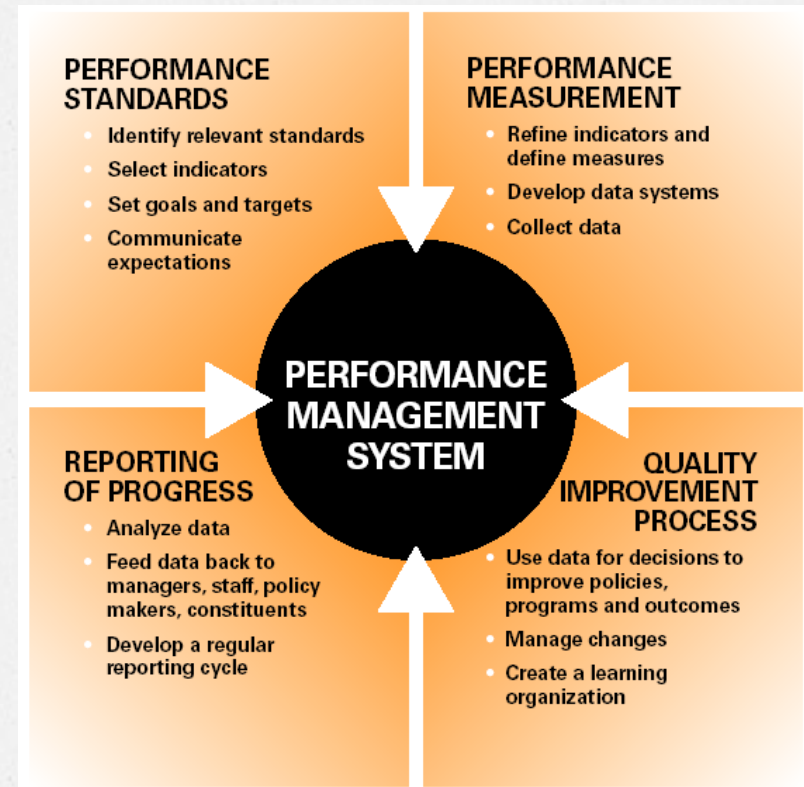 PERFORMANCE
STANDARDS
• Identify relevant standards
• Select indicators
• Set goals and targets
• Communicate
expectations
PERFORMANCE
MEASUREMENT
• Refine indicators and
define measures
• Develop data systems
• Collect data
PERFORMANCE
MANAGEMENT
SYSTEM
REPORTING
OF PROGRESS
• Analyze data
• Feed data back to
managers, staff, policy
makers, constituents
• Develop a regular
reporting cycle
QUALITY
IMPROVEMENT
PROCESS
• Use data for decisions to
improve policies,
programs and outcomes
• Manage changes
• Create a learning
organization